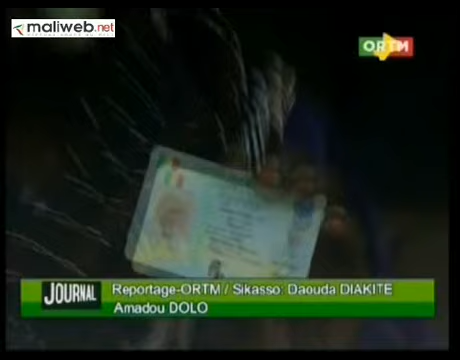 maliweb.net
ORTM
JOURNAL
Reportage-ORTM / Sikasso: Daouda DIAKITE
Amadou DOLO